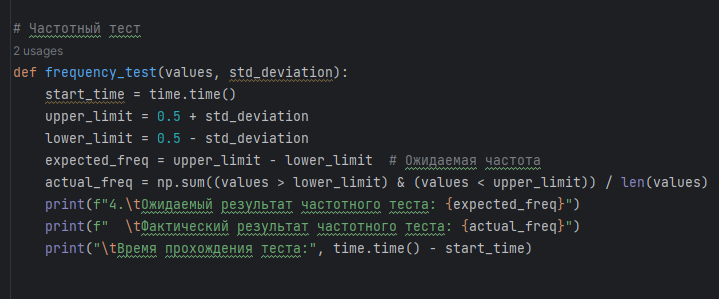 # Частотный тест
2 usages
def frequency_test(values, std_deviation):
    start_time = time.time()
    upper_limit = 0.5 + std_deviation
    lower_limit = 0.5 - std_deviation
    expected_freq = upper_limit - lower_limit  # Ожидаемая частота
    actual_freq = np.sum((values > lower_limit) & (values < upper_limit)) / len(values)
    print(f"4.\tОжидаемый результат частотного теста: {expected_freq}")
    print(f"  \tФактический результат частотного теста: {actual_freq}")
    print("\tВремя прохождения теста:", time.time() - start_time)